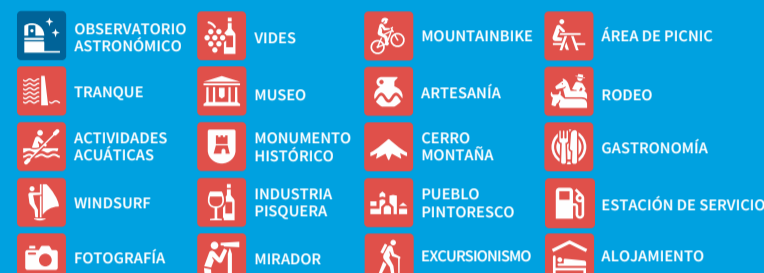 OBSERVATORIO
ASTRONÓMICO
VIDES
MOUNTAINBIKE
ÁREA DE PICNIC
TRANQUE
MUSEO
ARTESANÍA
RODEO
ACTIVIDADES
ACUÁTICAS
MONUMENTO
HISTÓRICO
CERRO
MONTAÑA
GASTRONOMÍA
WINDSURF
INDUSTRIA
PISQUERA
PUEBLO
PINTORESCO
ESTACIÓN DE SERVICIO
FOTOGRAFÍA
MIRADOR
EXCURSIONISMO
ALOJAMIENTO